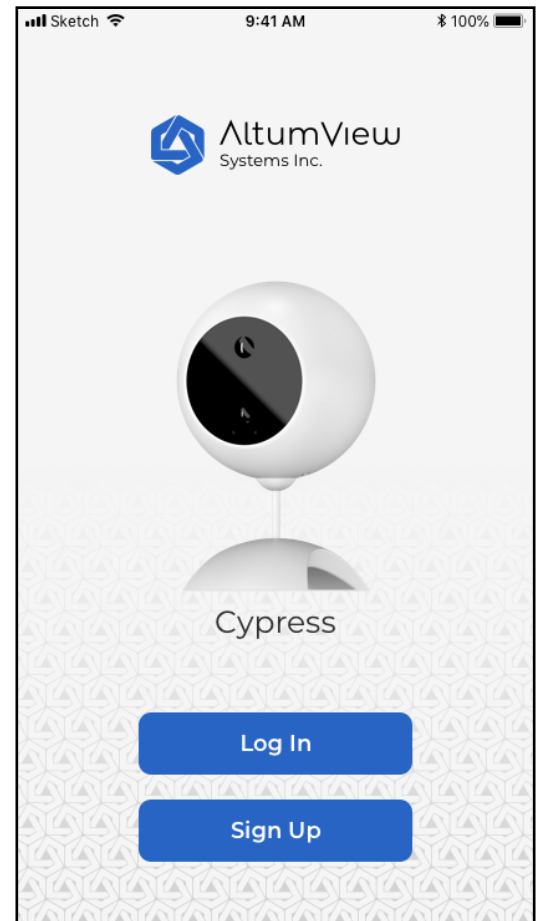 Sketch 9:41 AM 100%
AltumView
Systems Inc.
Cypress
Log In
Sign Up